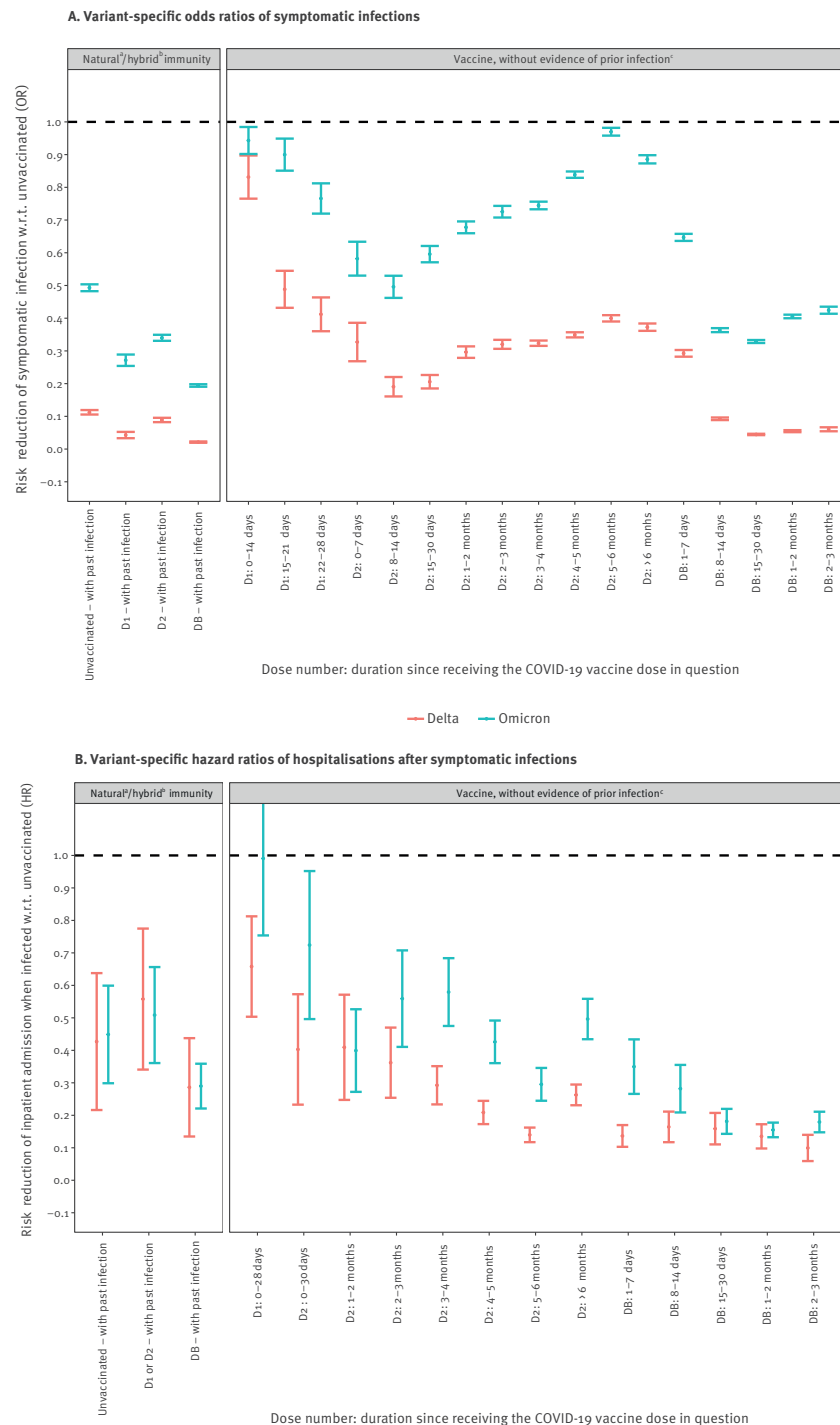 A. Variant-specific odds ratios of symptomatic infections
Naturalᵃ/hybridᵇ immunity
Vaccine, without evidence of prior infectionᶜ
Risk reduction of symptomatic infection w.r.t. unvaccinated (OR)
1.0
0.9
0.8
0.7
0.6
0.5
0.4
0.3
0.2
0.1
0.0
−0.1
Unvaccinated – with past infection
D1 – with past infection
D2 – with past infection
DB – with past infection
D1: 0–14 days
D1: 15–21 days
D1: 22–28 days
D2: 0–7 days
D2: 8–14 days
D2: 15–30 days
D2: 1–2 months
D2: 2–3 months
D2: 3–4 months
D2: 4–5 months
D2: 5–6 months
D2: > 6 monhs
DB: 1–7 days
DB: 8–14 days
DB: 15–30 days
DB: 1–2 months
DB: 2–3 months
Dose number: duration since receiving the COVID-19 vaccine dose in question
Delta
Omicron
B. Variant-specific hazard ratios of hospitalisations after symptomatic infections
Naturalᵃ/hybridᵇ immunity
Vaccine, without evidence of prior infectionᶜ
Risk reduction of inpatient admission when infected w.r.t. unvaccinated (HR)
1.0
0.9
0.8
0.7
0.6
0.5
0.4
0.3
0.2
0.1
0.0
−0.1
Unvaccinated – with past infection
D1 or D2 – with past infection
DB – with past infection
D1: 0–28 days
D2 : 0–30 days
D2: 1–2 months
D2: 2–3 months
D2: 3–4 months
D2: 4–5 months
D2: 5–6 months
D2: > 6 months
DB: 1–7 days
DB: 8–14 days
DB: 15–30 days
DB: 1–2 months
DB: 2–3 months
Dose number: duration since receiving the COVID-19 vaccine dose in question